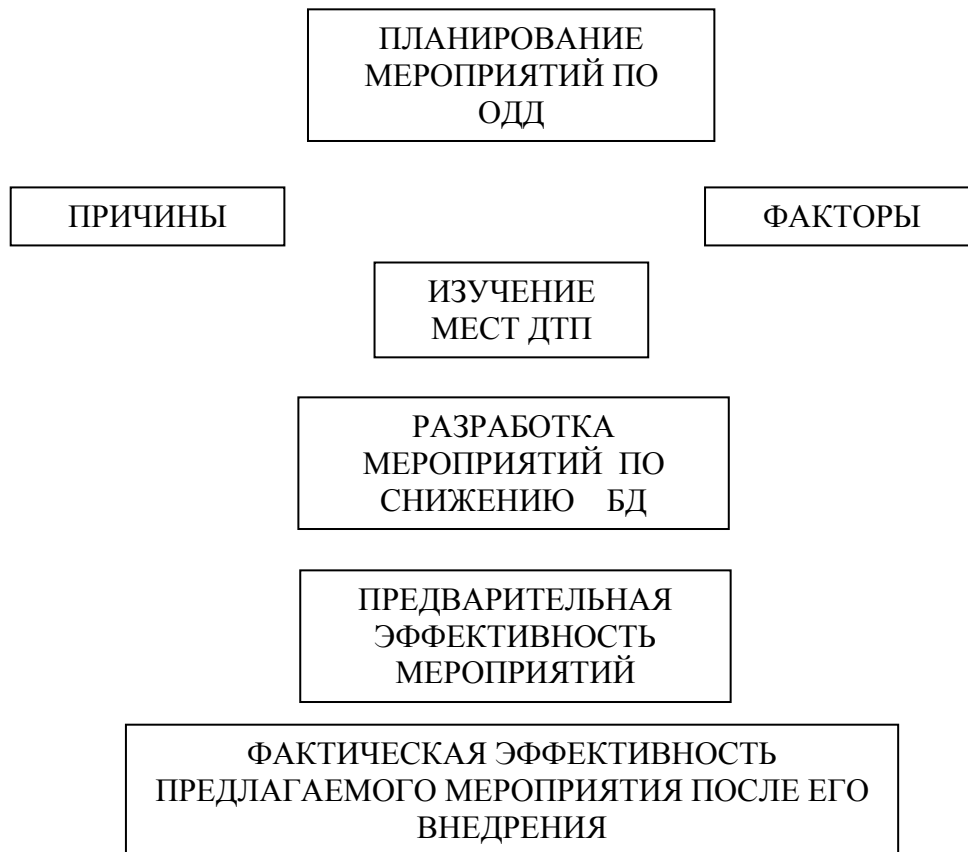 ПЛАНИРОВАНИЕ
МЕРОПРИЯТИЙ ПО
ОДД
ПРИЧИНЫ
ФАКТОРЫ
ИЗУЧЕНИЕ
МЕСТ ДТП
РАЗРАБОТКА
МЕРОПРИЯТИЙ ПО
СНИЖЕНИЮ БД
ПРЕДВАРИТЕЛЬНАЯ
ЭФФЕКТИВНОСТЬ
МЕРОПРИЯТИЙ
ФАКТИЧЕСКАЯ ЭФФЕКТИВНОСТЬ
ПРЕДЛАГАЕМОГО МЕРОПРИЯТИЯ ПОСЛЕ ЕГО
ВНЕДРЕНИЯ